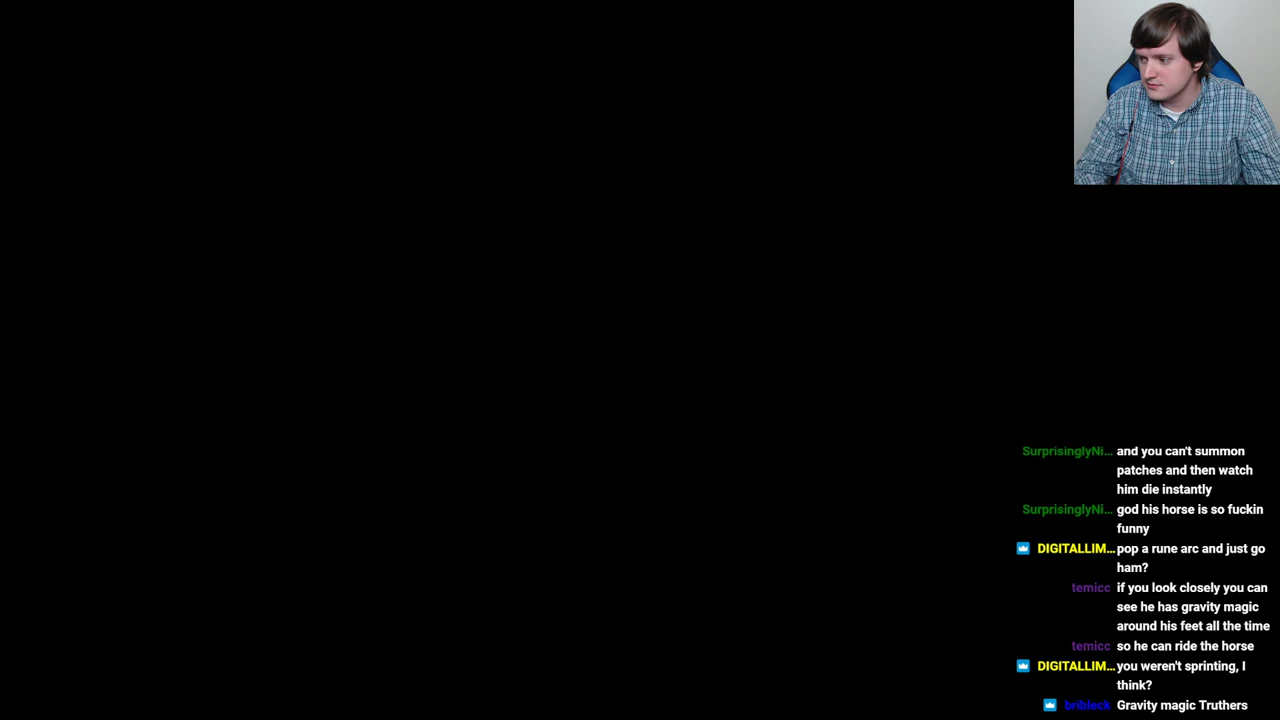 SurprisinglyNi... and you can't summon
patches and then watch
him die instantly
SurprisinglyNi... god his horse is so fuckin
funny
DIGITALLIM... pop a rune arc and just go
ham?
temicc if you look closely you can
see he has gravity magic
around his feet all the time
temicc so he can ride the horse
DIGITALLIM... you weren't sprinting, I
think?
bribleck Gravity magic Truthers